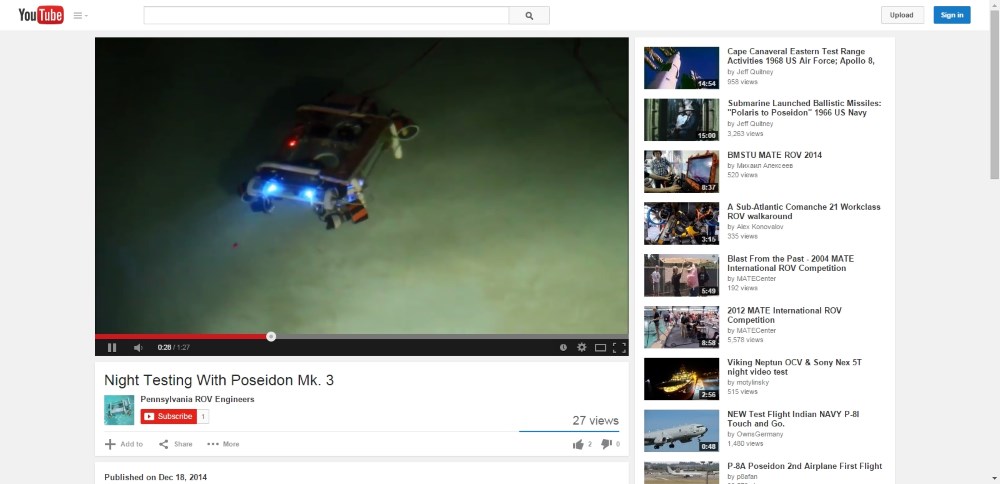 YouTube
Upload
Sign in
0:28 / 1:27
Night Testing With Poseidon Mk. 3
Pennsylvania ROV Engineers
Subscribe
1
27 views
Add to
Share
More
2
0
Published on Dec 18, 2014
14:54
Cape Canaveral Eastern Test Range
Activities 1968 US Air Force; Apollo 8,
by Jeff Quitney
958 views
15:00
Submarine Launched Ballistic Missiles:
"Polaris to Poseidon" 1966 US Navy
by Jeff Quitney
3,263 views
8:37
BMSTU MATE ROV 2014
by Михаил Алексеев
520 views
3:15
A Sub-Atlantic Comanche 21 Workclass
ROV walkaround
by Alex Konovalov
335 views
5:49
Blast From the Past - 2004 MATE
International ROV Competition
by MATECenter
192 views
8:58
2012 MATE International ROV
Competition
by MATECenter
5,578 views
2:56
Viking Neptun OCV & Sony Nex 5T
night video test
by motylinsky
515 views
0:48
NEW Test Flight Indian NAVY P-8I
Touch and Go.
by OwnsGermany
1,480 views
P-8A Poseidon 2nd Airplane First Flight
by pōafan